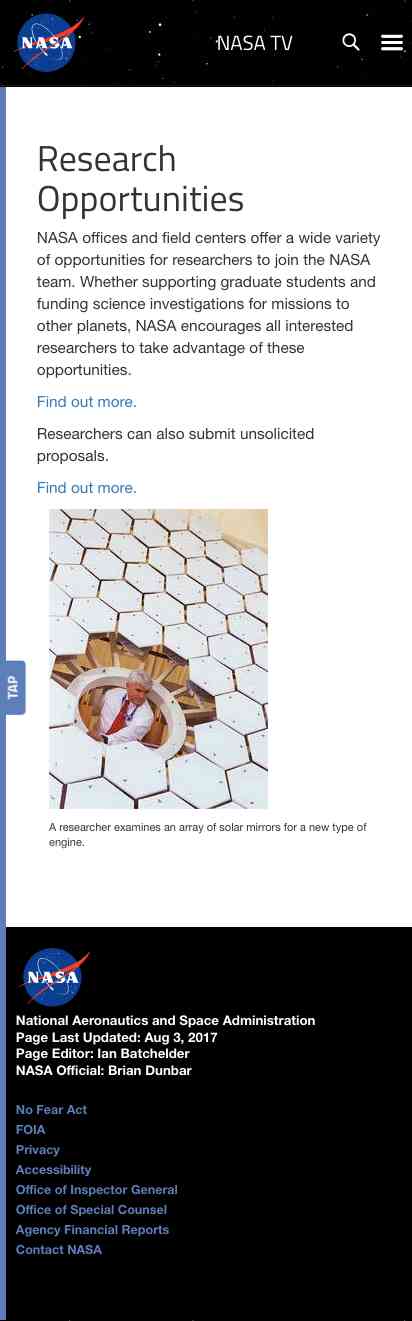 NASA
NASA TV
Research
Opportunities
NASA offices and field centers offer a wide variety
of opportunities for researchers to join the NASA
team. Whether supporting graduate students and
funding science investigations for missions to
other planets, NASA encourages all interested
researchers to take advantage of these
opportunities.
Find out more.
Researchers can also submit unsolicited
proposals.
Find out more.
TAP
A researcher examines an array of solar mirrors for a new type of
engine.
NASA
National Aeronautics and Space Administration
Page Last Updated: Aug 3, 2017
Page Editor: Ian Batchelder
NASA Official: Brian Dunbar
No Fear Act
FOIA
Privacy
Accessibility
Office of Inspector General
Office of Special Counsel
Agency Financial Reports
Contact NASA